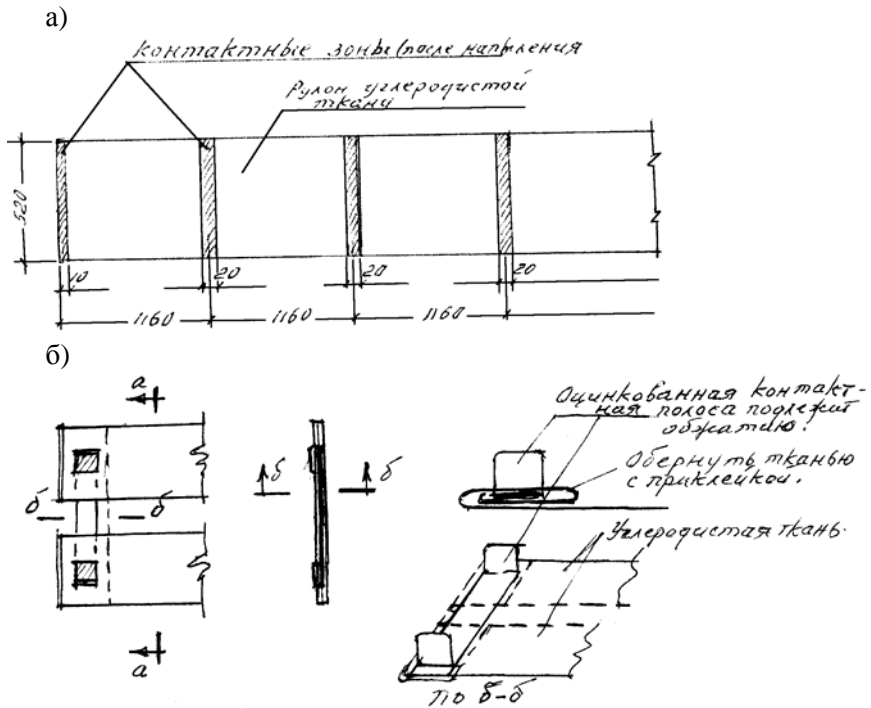 а)
контактные зоны (после напыления
Рулон углеродистой
ткани
520
10
20
20
20
1160
1160
1160
б)
а
Оцинкованная контакт-
ная полоса подлежит
обжатию.
Обернуть тканью
с приклейкой.
б
б
б
б
Углеродистая ткань.
а
по б-б